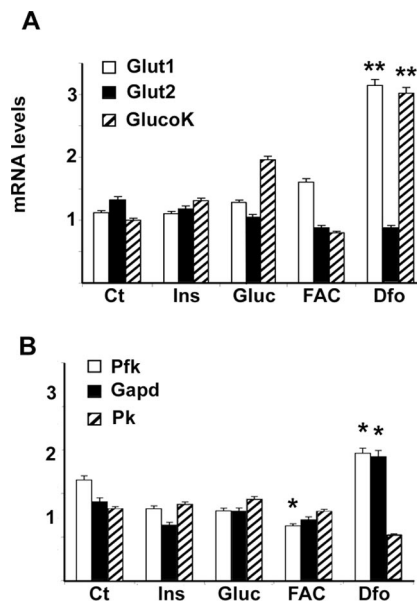 A
mRNA levels
3
2
1
Glut1
Glut2
GlucoK
** **
Ct Ins Gluc FAC Dfo
B
3
2
1
Pfk
Gapd
Pk
* * *
Ct Ins Gluc FAC Dfo